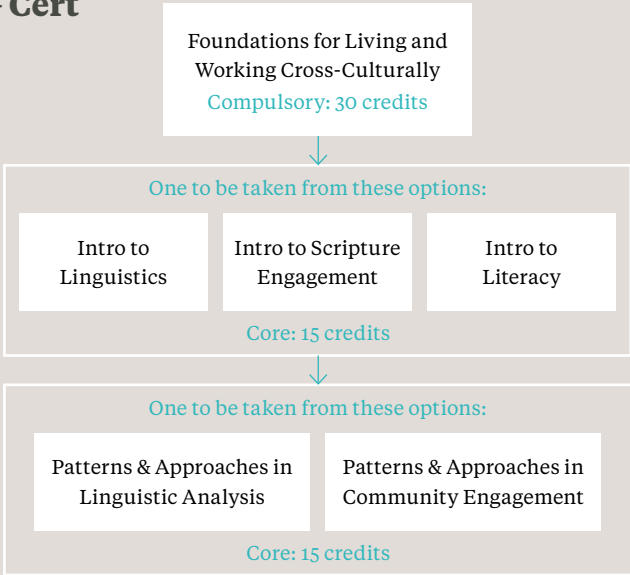 Cert
Foundations for Living and
Working Cross-Culturally
Compulsory: 30 credits
One to be taken from these options:
Intro to
Linguistics
Intro to Scripture
Engagement
Intro to
Literacy
Core: 15 credits
One to be taken from these options:
Patterns & Approaches in
Linguistic Analysis
Patterns & Approaches in
Community Engagement
Core: 15 credits